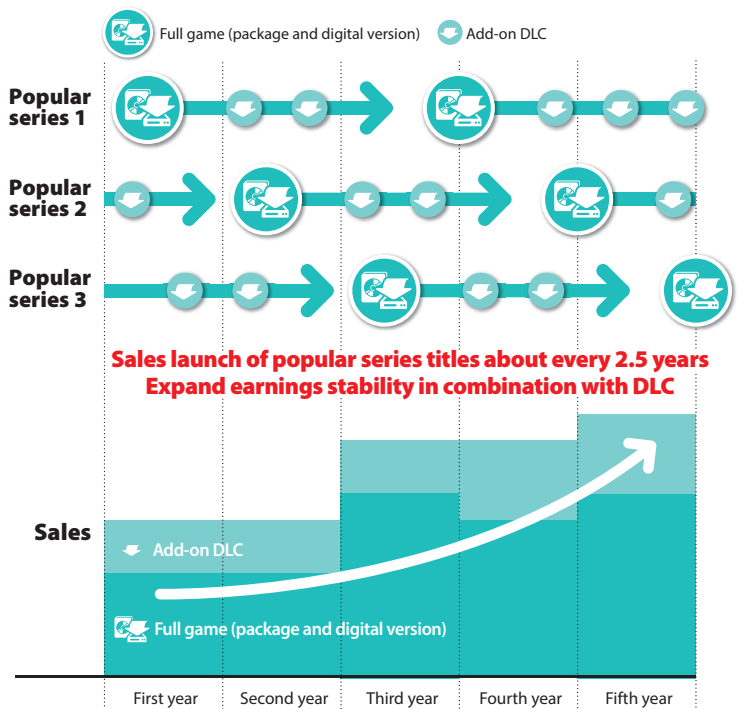 Full game (package and digital version)
Add-on DLC
Popular
series 1
Popular
series 2
Popular
series 3
Sales launch of popular series titles about every 2.5 years
Expand earnings stability in combination with DLC
Sales
Add-on DLC
Full game (package and digital version)
First year
Second year
Third year
Fourth year
Fifth year